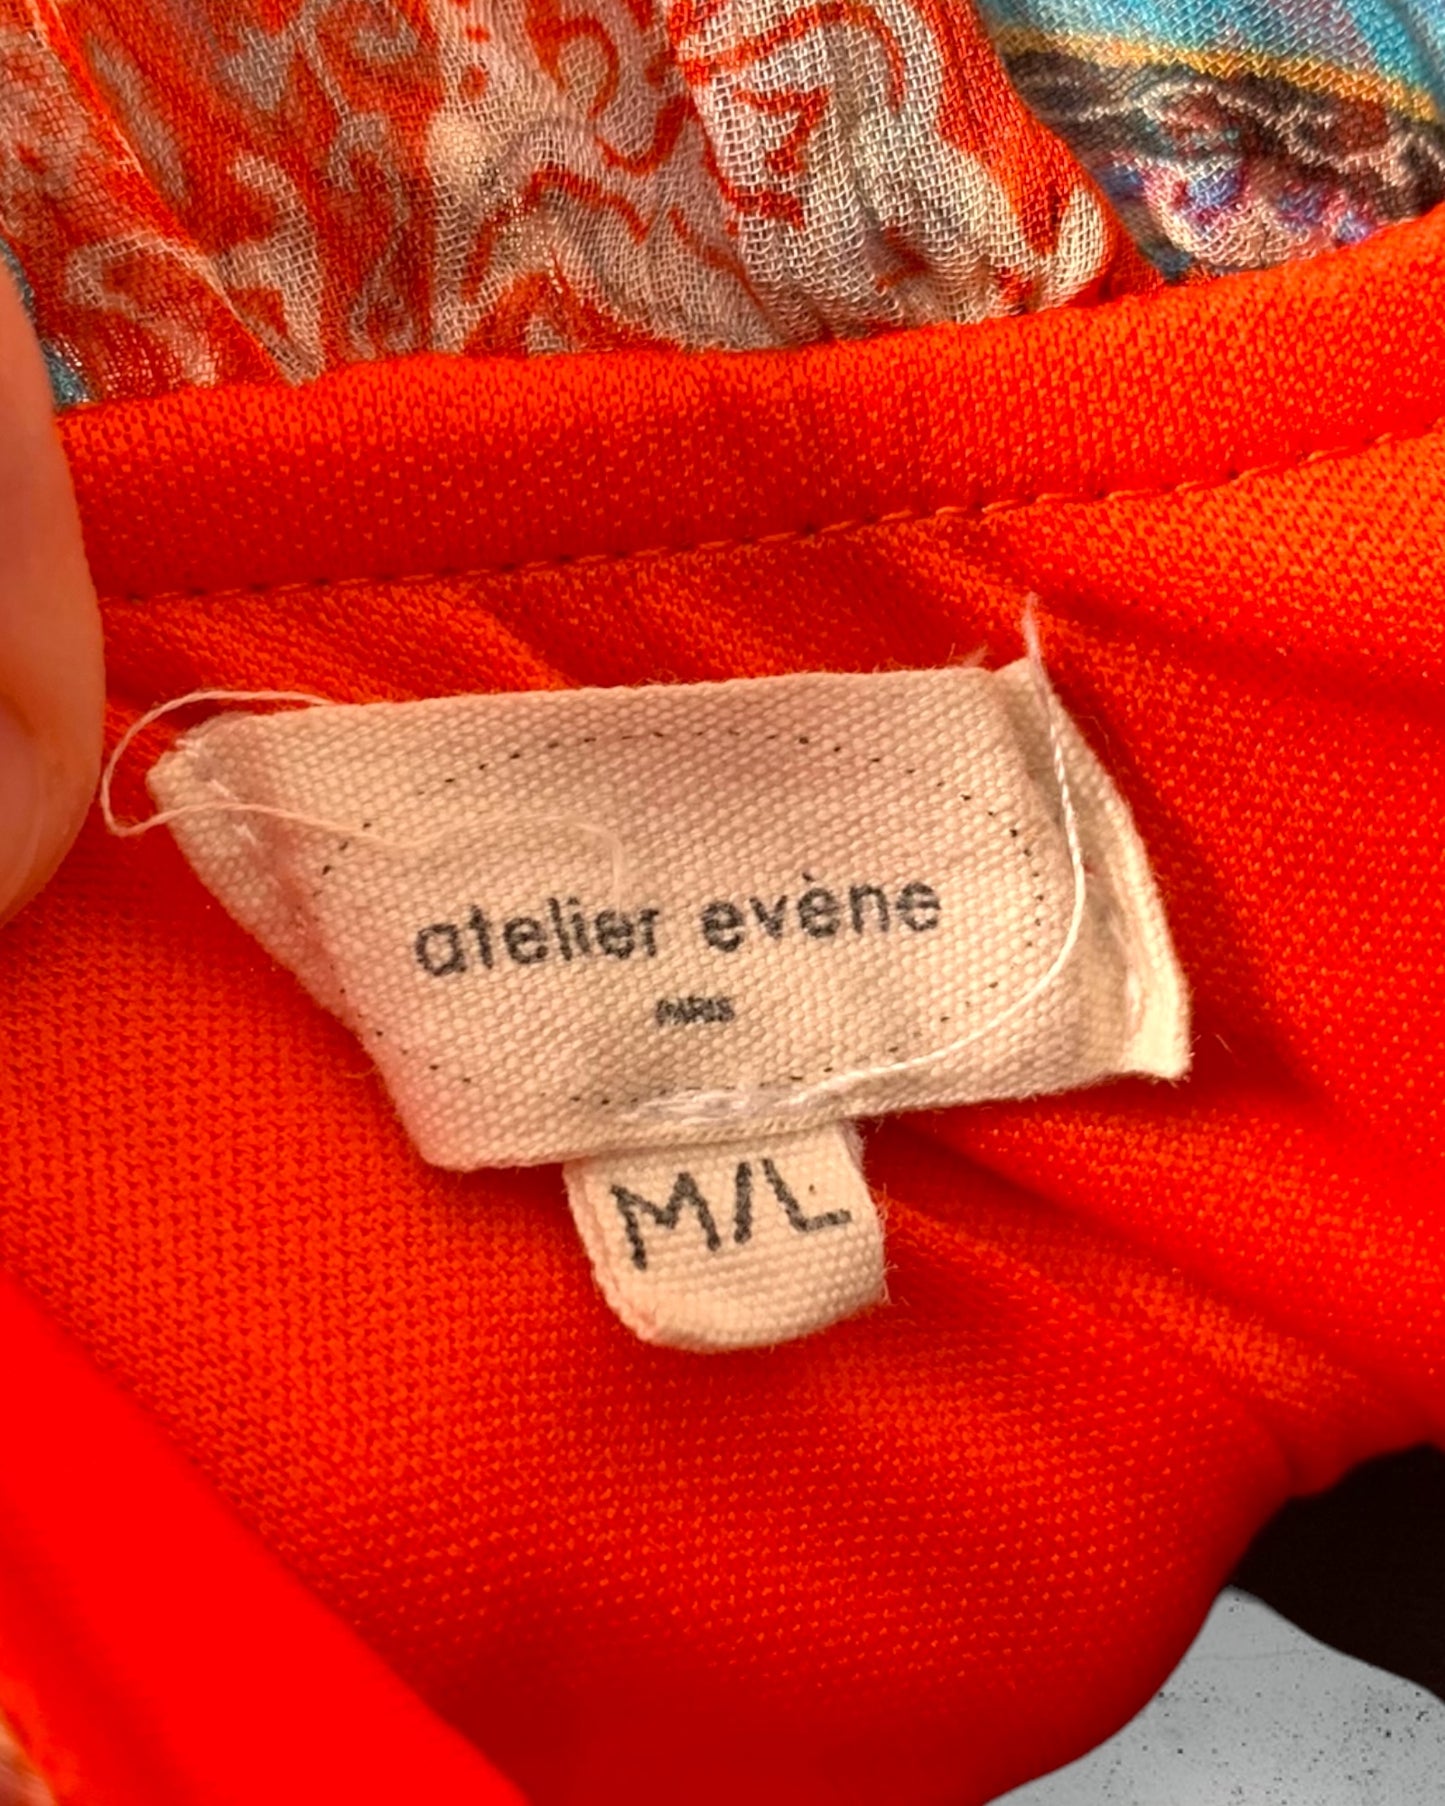 atelier evène
PARIS
M/L